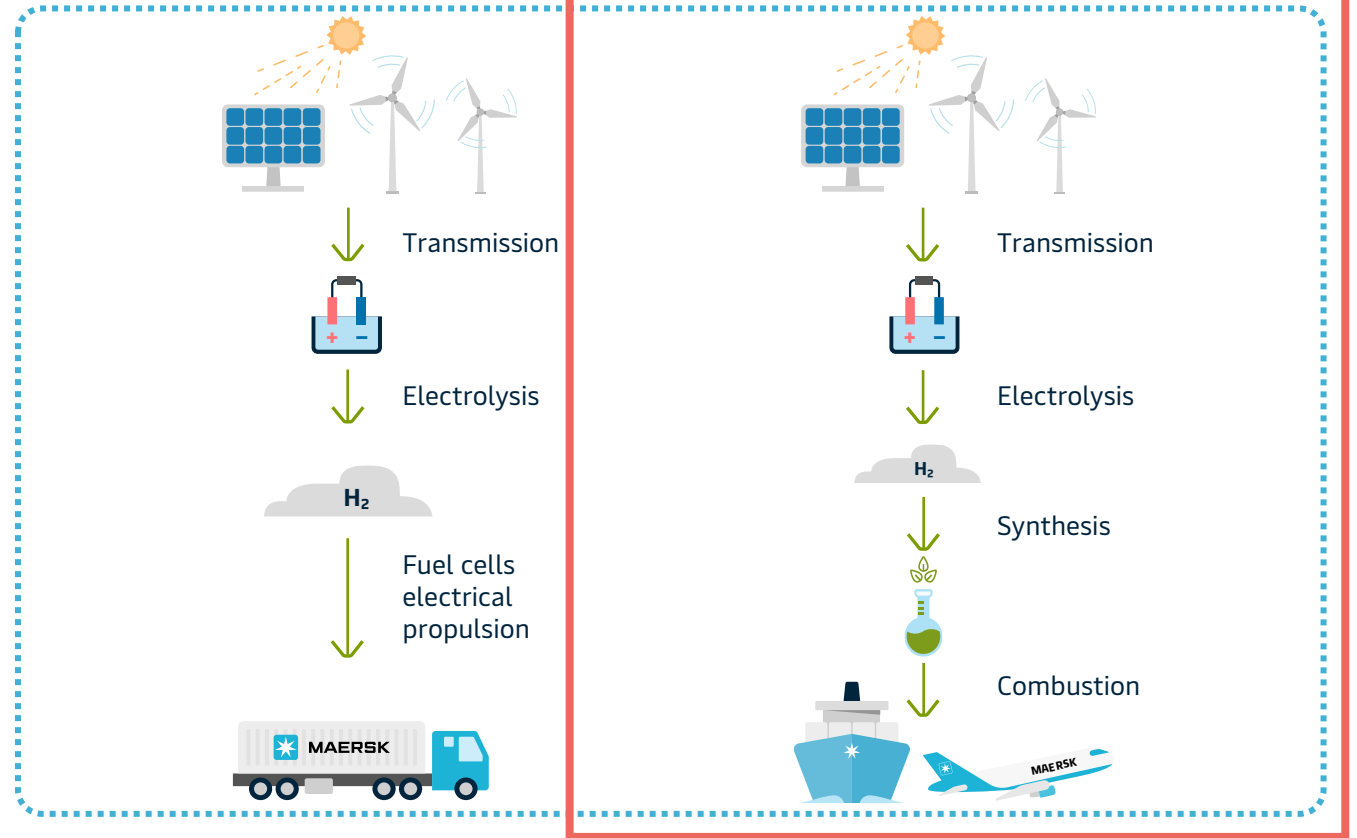 Transmission
+ −
Electrolysis
H₂
Fuel cells
electrical
propulsion
MAERSK
Transmission
+ −
Electrolysis
H₂
Synthesis
Combustion
MAERSK